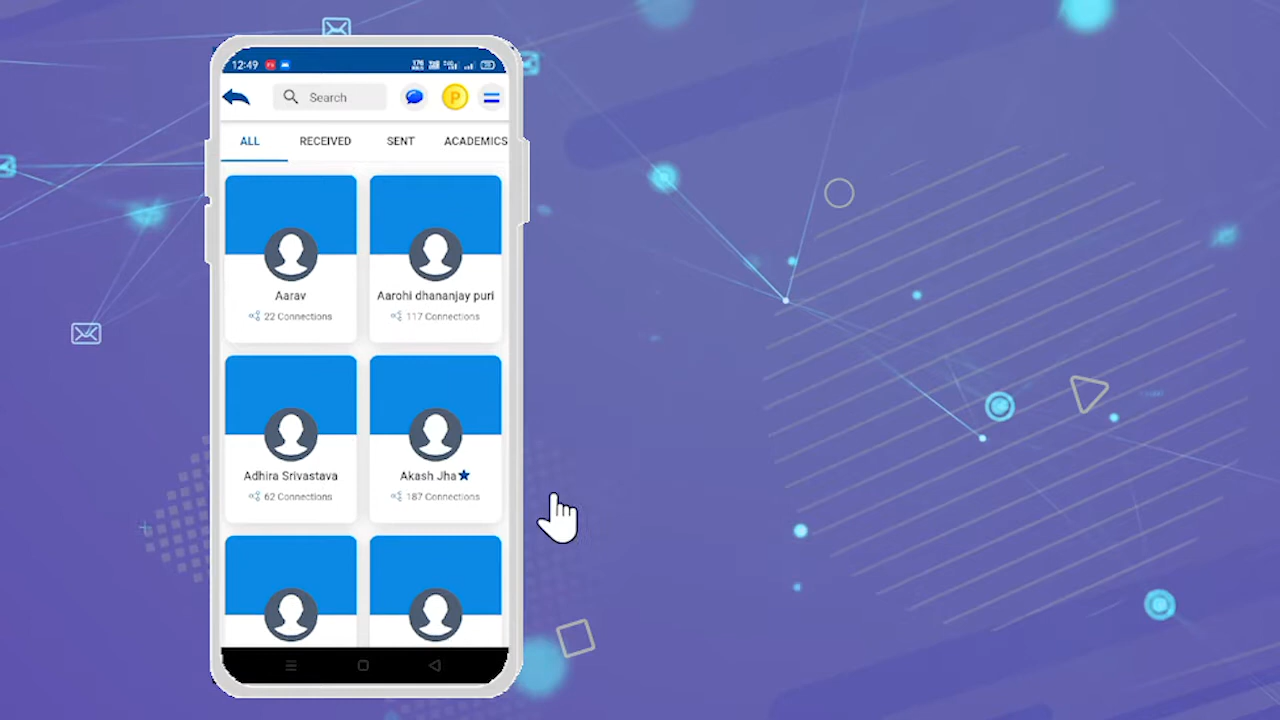 12:49
Search
P
ALL RECEIVED SENT ACADEMICS
Aarav Aarohi dhananjay puri
22 Connections 117 Connections
Adhira Srivastava Akash Jha
62 Connections 187 Connections